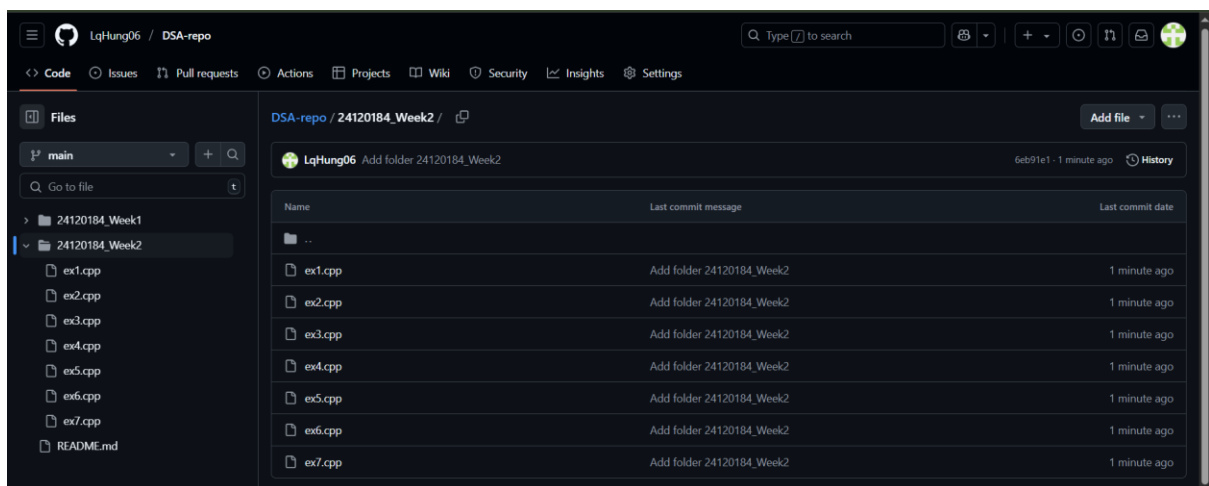 LqHung06 / DSA-repo
Type / to search
Code Issues Pull requests Actions Projects Wiki Security Insights Settings
Files
main
Go to file t
24120184_Week1
24120184_Week2
ex1.cpp
ex2.cpp
ex3.cpp
ex4.cpp
ex5.cpp
ex6.cpp
ex7.cpp
README.md
DSA-repo / 24120184_Week2 /
Add file
LqHung06 Add folder 24120184_Week2 6eb91e1 · 1 minute ago History
Name Last commit message Last commit date
..
ex1.cpp Add folder 24120184_Week2 1 minute ago
ex2.cpp Add folder 24120184_Week2 1 minute ago
ex3.cpp Add folder 24120184_Week2 1 minute ago
ex4.cpp Add folder 24120184_Week2 1 minute ago
ex5.cpp Add folder 24120184_Week2 1 minute ago
ex6.cpp Add folder 24120184_Week2 1 minute ago
ex7.cpp Add folder 24120184_Week2 1 minute ago